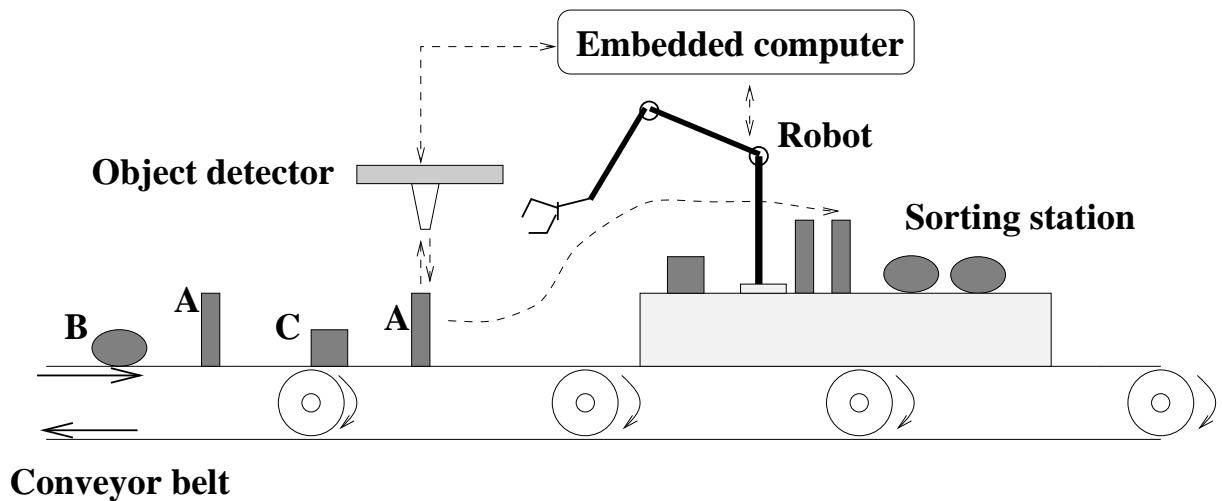 Embedded computer
Robot
Object detector
Sorting station
A
A
B
C
Conveyor belt